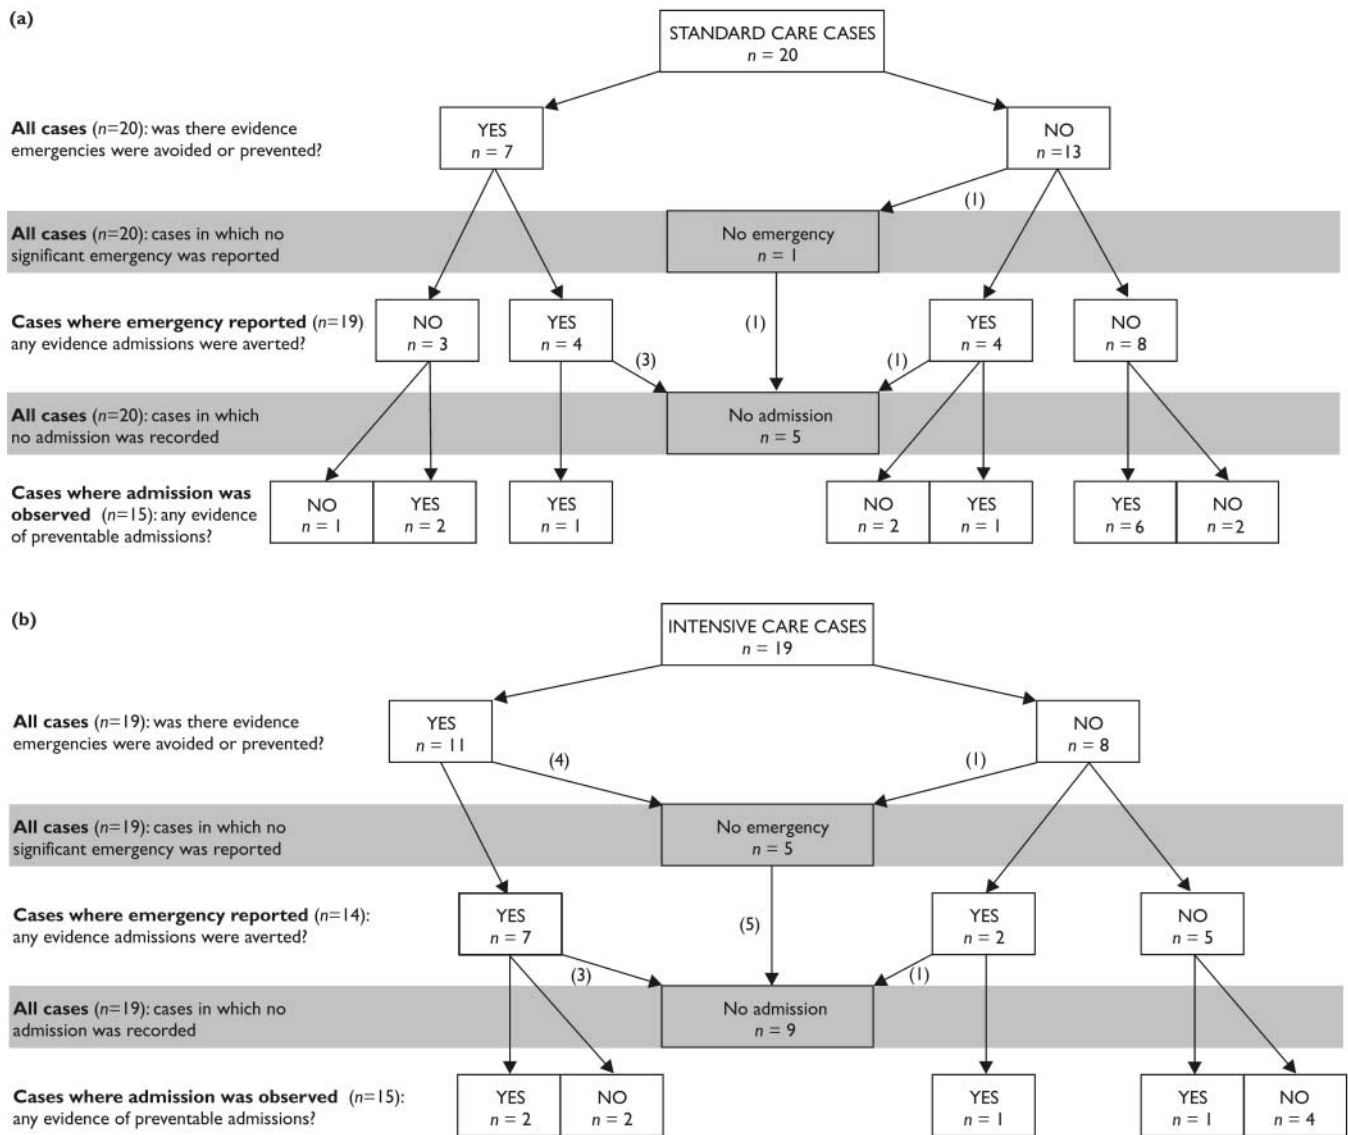 (a)
STANDARD CARE CASES
n = 20
All cases (n=20): was there evidence
emergencies were avoided or prevented?
YES
n = 7
NO
n =13
(1)
All cases (n=20): cases in which no
significant emergency was reported
No emergency
n = 1
Cases where emergency reported (n=19)
any evidence admissions were averted?
NO
n = 3
YES
n = 4
(1)
YES
n = 4
NO
n = 8
(3)
(1)
All cases (n=20): cases in which
no admission was recorded
No admission
n = 5
Cases where admission was
observed (n=15): any evidence
of preventable admissions?
NO
n = 1
YES
n = 2
YES
n = 1
NO
n = 2
YES
n = 1
YES
n = 6
NO
n = 2
(b)
INTENSIVE CARE CASES
n = 19
All cases (n=19): was there evidence
emergencies were avoided or prevented?
YES
n = 11
NO
n = 8
(4)
(1)
All cases (n=19): cases in which no
significant emergency was reported
No emergency
n = 5
Cases where emergency reported (n=14):
any evidence admissions were averted?
YES
n = 7
(5)
YES
n = 2
NO
n = 5
(3)
(1)
All cases (n=19): cases in which no
admission was recorded
No admission
n = 9
Cases where admission was observed (n=15):
any evidence of preventable admissions?
YES
n = 2
NO
n = 2
YES
n = 1
YES
n = 1
NO
n = 4